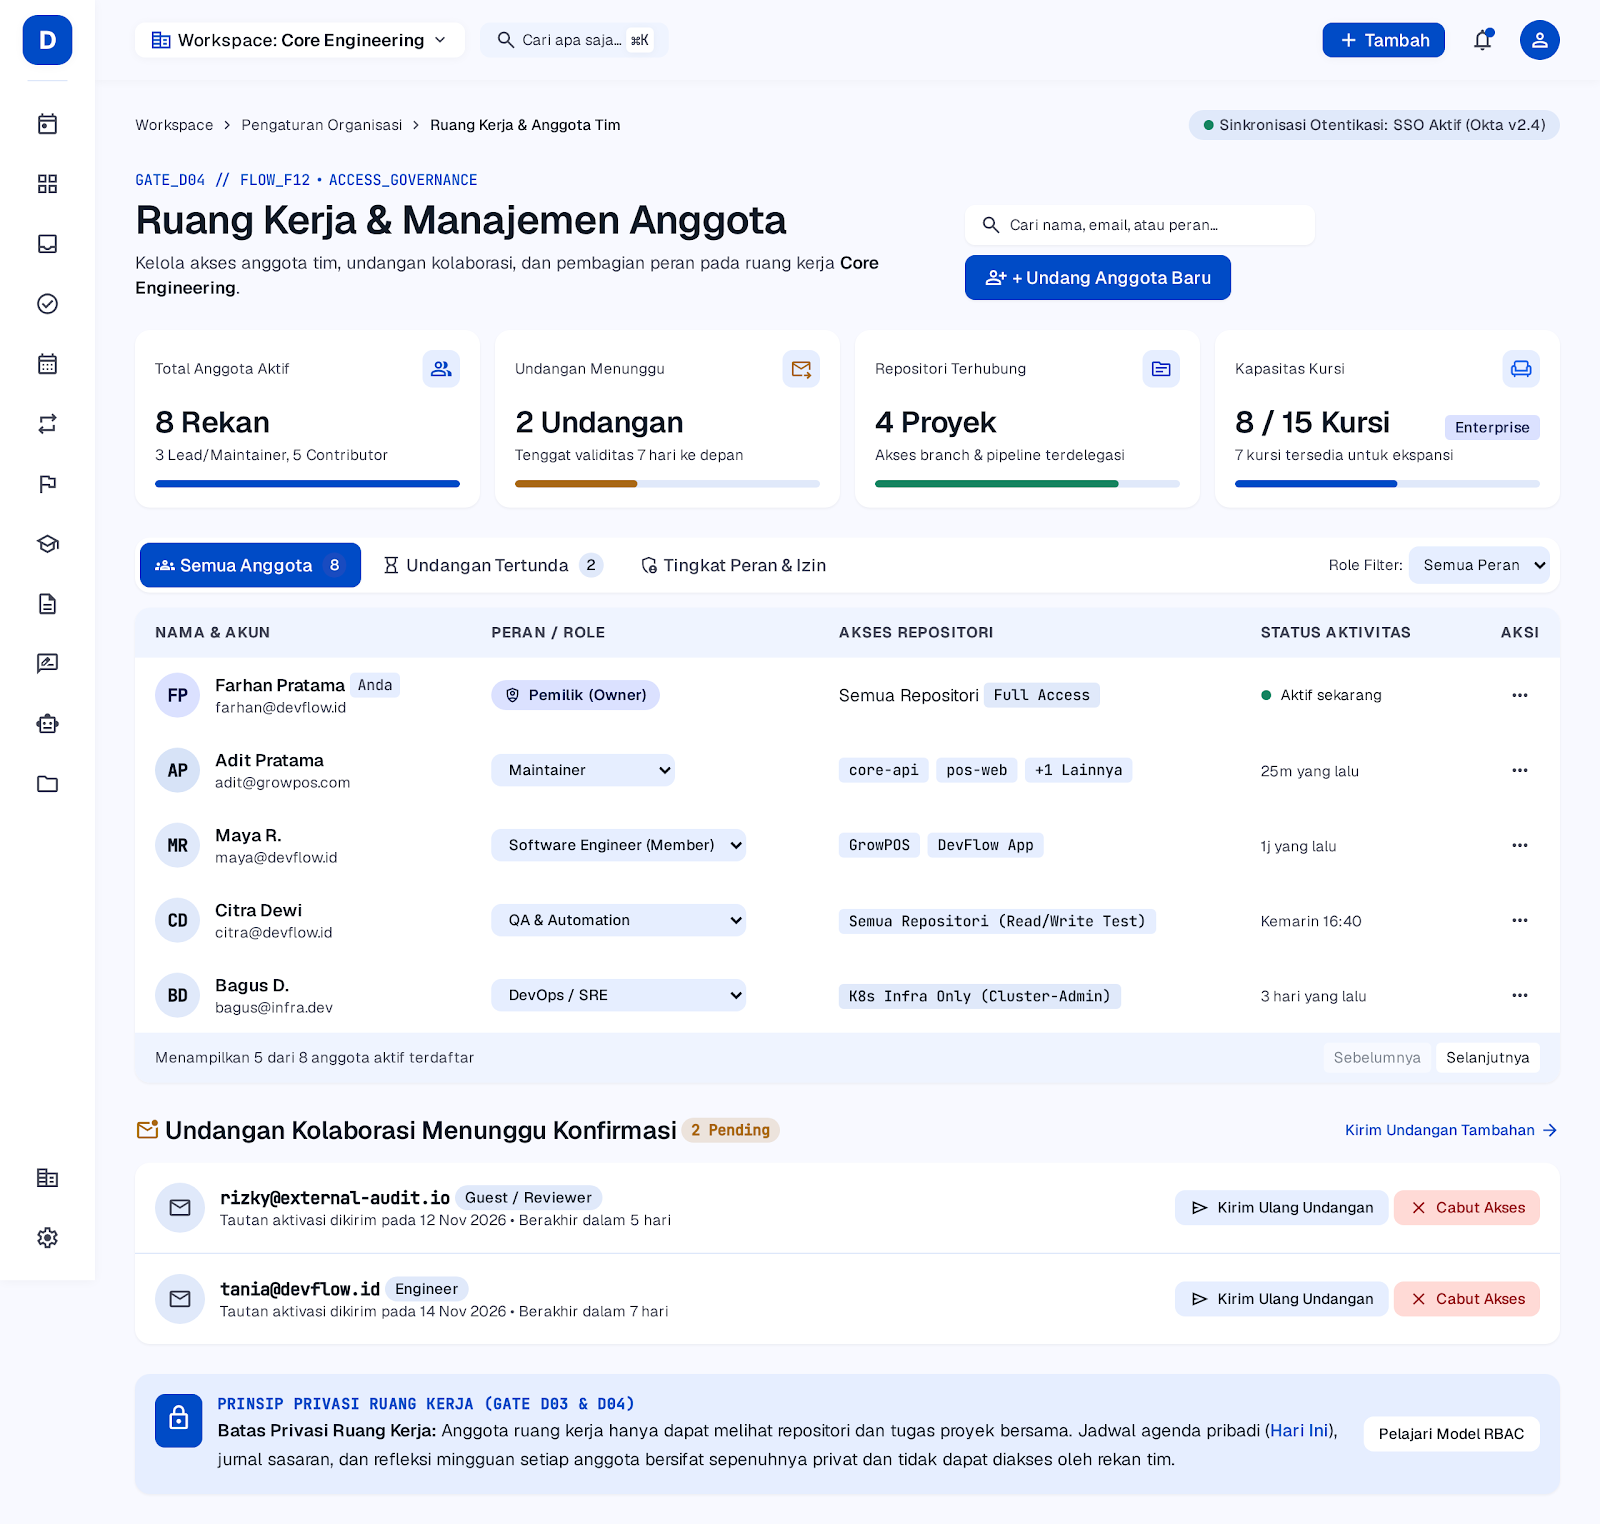 D
Workspace: Core Engineering
Cari apa saja… ⌘K
+ Tambah
Workspace > Pengaturan Organisasi > Ruang Kerja & Anggota Tim
Sinkronisasi Otentikasi: SSO Aktif (Okta v2.4)
GATE_D04 // FLOW_F12 • ACCESS_GOVERNANCE
Ruang Kerja & Manajemen Anggota
Kelola akses anggota tim, undangan kolaborasi, dan pembagian peran pada ruang kerja Core
Engineering.
Cari nama, email, atau peran…
+ Undang Anggota Baru
Total Anggota Aktif
8 Rekan
3 Lead/Maintainer, 5 Contributor
Undangan Menunggu
2 Undangan
Tenggat validitas 7 hari ke depan
Repositori Terhubung
4 Proyek
Akses branch & pipeline terdelegasi
Kapasitas Kursi
8 / 15 Kursi
Enterprise
7 kursi tersedia untuk ekspansi
Semua Anggota 8
Undangan Tertunda 2
Tingkat Peran & Izin
Role Filter: Semua Peran
NAMA & AKUN PERAN / ROLE AKSES REPOSITORI STATUS AKTIVITAS AKSI
FP
Farhan Pratama Anda
farhan@devflow.id
Pemilik (Owner)
Semua Repositori Full Access
Aktif sekarang
AP
Adit Pratama
adit@growpos.com
Maintainer
core-api pos-web +1 Lainnya
25m yang lalu
MR
Maya R.
maya@devflow.id
Software Engineer (Member)
GrowPOS DevFlow App
1j yang lalu
CD
Citra Dewi
citra@devflow.id
QA & Automation
Semua Repositori (Read/Write Test)
Kemarin 16:40
BD
Bagus D.
bagus@infra.dev
DevOps / SRE
K8s Infra Only (Cluster-Admin)
3 hari yang lalu
Menampilkan 5 dari 8 anggota aktif terdaftar
Sebelumnya Selanjutnya
Undangan Kolaborasi Menunggu Konfirmasi 2 Pending
Kirim Undangan Tambahan →
rizky@external-audit.io Guest / Reviewer
Tautan aktivasi dikirim pada 12 Nov 2026 • Berakhir dalam 5 hari
Kirim Ulang Undangan
Cabut Akses
tania@devflow.id Engineer
Tautan aktivasi dikirim pada 14 Nov 2026 • Berakhir dalam 7 hari
Kirim Ulang Undangan
Cabut Akses
PRINSIP PRIVASI RUANG KERJA (GATE D03 & D04)
Batas Privasi Ruang Kerja: Anggota ruang kerja hanya dapat melihat repositori dan tugas proyek bersama. Jadwal agenda pribadi (Hari Ini),
jurnal sasaran, dan refleksi mingguan setiap anggota bersifat sepenuhnya privat dan tidak dapat diakses oleh rekan tim.
Pelajari Model RBAC